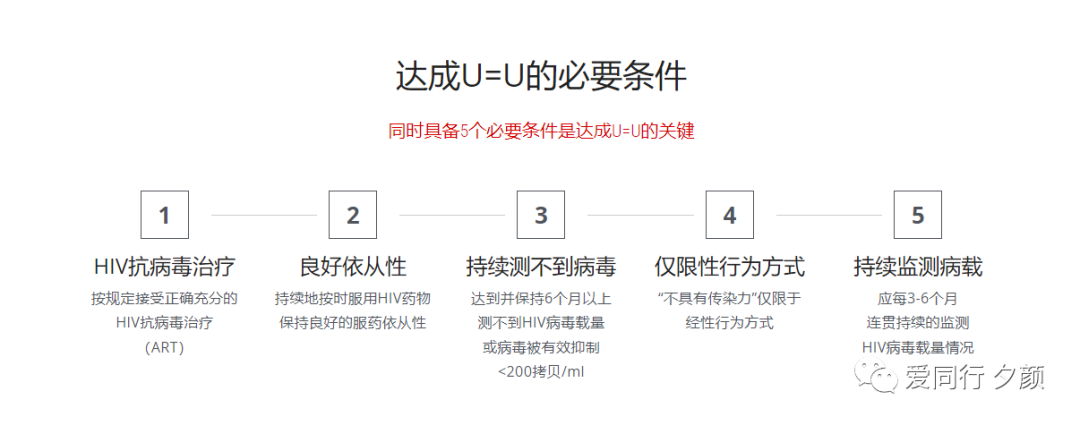 达成U=U的必要条件
同时具备5个必要条件是达成U=U的关键
1
HIV抗病毒治疗
按规定接受正确充分的
HIV抗病毒治疗
（ART）
2
良好依从性
持续地按时服用HIV药物
保持良好的服药依从性
3
持续测不到病毒
达到并保持6个月以上
测不到HIV病毒载量
或病毒被有效抑制
<200拷贝/ml
4
仅限性行为方式
“不具有传染力”仅限于
经性行为方式
5
持续监测病载
应每3-6个月
连贯持续的监测
HIV病毒载量情况
爱同行 夕颜